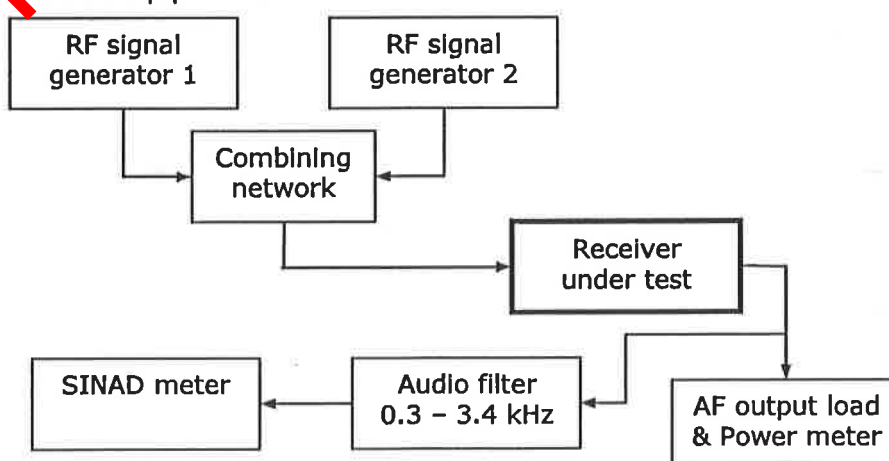 RF signal
generator 1
RF signal
generator 2
Combining
network
Receiver
under test
SINAD meter
Audio filter
0.3 – 3.4 kHz
AF output load
& Power meter